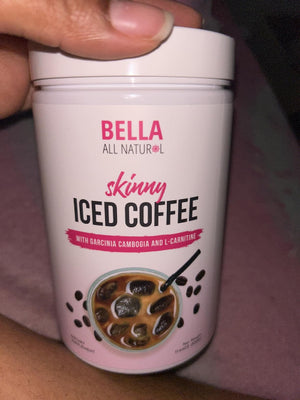 BELLA
ALL NATURAL
skinny
ICED COFFEE
WITH GARCINIA CAMBOGIA AND L-CARNITINE